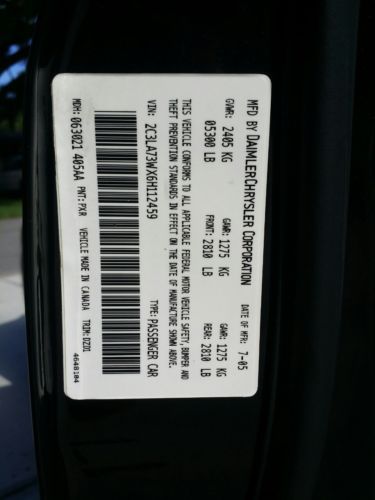 MFD BY DAIMLERCHRYSLER CORPORATION
DATE OF MFR: 7-05
GVWR: 2405 KG
05300 LB
GAWR: 1275 KG
FRONT: 2810 LB
GAWR: 1275 KG
REAR: 2810 LB
THIS VEHICLE CONFORMS TO ALL APPLICABLE FEDERAL MOTOR VEHICLE SAFETY, BUMPER AND
THEFT PREVENTION STANDARDS IN EFFECT ON THE DATE OF MANUFACTURE SHOWN ABOVE.
VIN: 2C3LA73WX6H112459
TYPE: PASSENGER CAR
MDH: 063021 405AA PNT: PXR VEHICLE MADE IN CANADA TRIM: DZD1
4648104